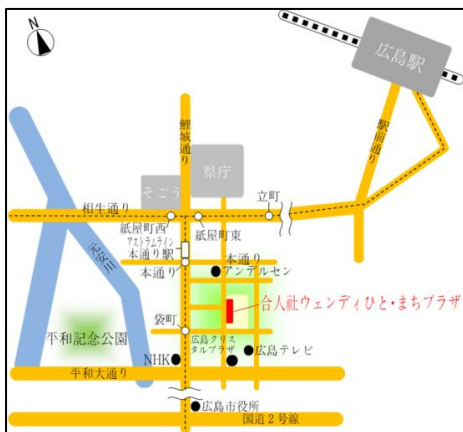 N
広島駅
駅前通り
鯉城通り
県庁
そごう
立町
相生通り
紙屋町西
紙屋町東
アストラムライン
本通り駅
本通り
本通り
アンデルセン
元安川
合人社ウェンディひと・まちプラザ
袋町
平和記念公園
広島クリス
タルプラザ
広島テレビ
NHK
平和大通り
広島市役所
国道2号線